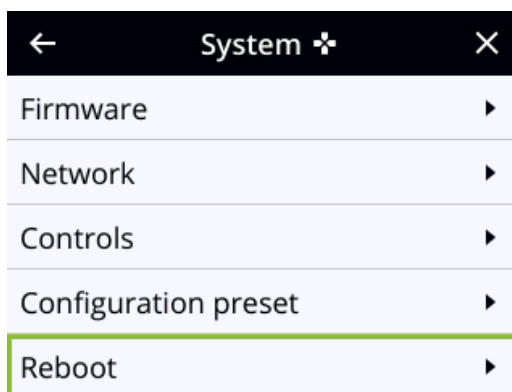 System
Firmware
Network
Controls
Configuration preset
Reboot